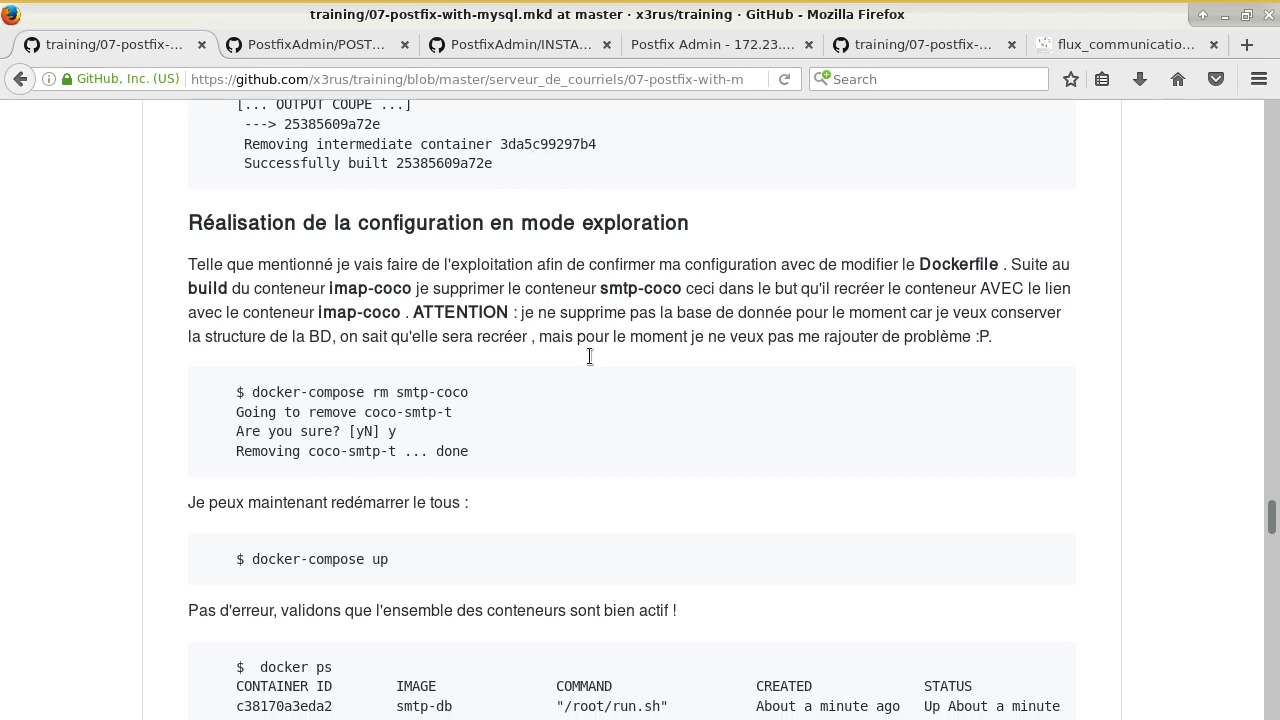 training/07-postfix-with-mysql.mkd at master · x3rus/training · GitHub - Mozilla Firefox
training/07-postfix-... PostfixAdmin/POST... PostfixAdmin/INSTA... Postfix Admin - 172.23.... training/07-postfix-... flux_communicatio...
GitHub, Inc. (US) https://github.com/x3rus/training/blob/master/serveur_de_courriels/07-postfix-with-m Search
[... OUTPUT COUPE ...]
---> 25385609a72e
Removing intermediate container 3da5c99297b4
Successfully built 25385609a72e
Réalisation de la configuration en mode exploration
Telle que mentionné je vais faire de l'exploitation afin de confirmer ma configuration avec de modifier le Dockerfile . Suite au
build du conteneur imap-coco je supprimer le conteneur smtp-coco ceci dans le but qu'il recréer le conteneur AVEC le lien
avec le conteneur imap-coco . ATTENTION : je ne supprime pas la base de donnée pour le moment car je veux conserver
la structure de la BD, on sait qu'elle sera recréer , mais pour le moment je ne veux pas me rajouter de problème :P.
$ docker-compose rm smtp-coco
Going to remove coco-smtp-t
Are you sure? [yN] y
Removing coco-smtp-t ... done
Je peux maintenant redémarrer le tous :
$ docker-compose up
Pas d'erreur, validons que l'ensemble des conteneurs sont bien actif !
$ docker ps
CONTAINER ID IMAGE COMMAND CREATED STATUS
c38170a3eda2 smtp-db "/root/run.sh" About a minute ago Up About a minute